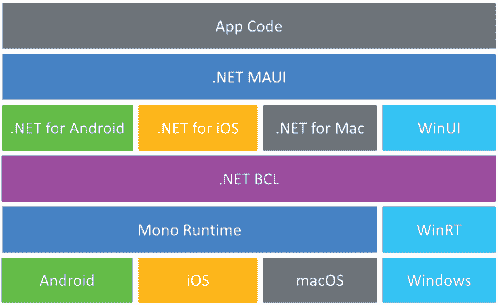 App Code
.NET MAUI
.NET for Android
.NET for iOS
.NET for Mac
WinUI
.NET BCL
Mono Runtime
WinRT
Android
iOS
macOS
Windows